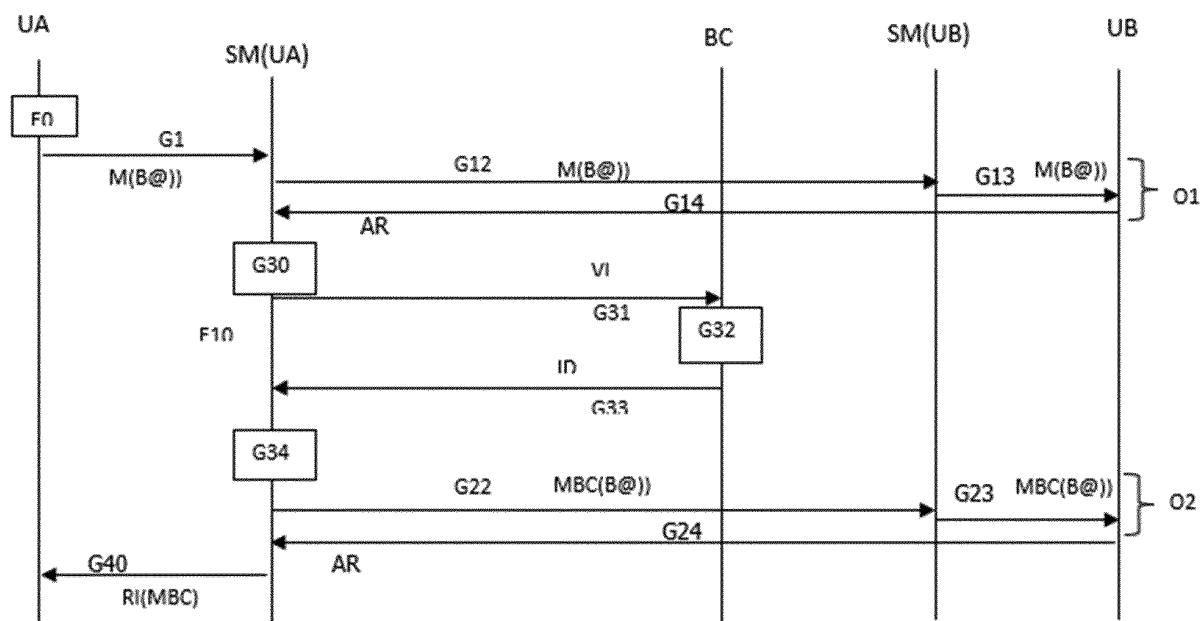 UA
SM(UA)
BC
SM(UB)
UB
F0
G1
M(B@))
G12
M(B@))
G13
M(B@))
G14
AR
O1
G30
VI
G31
F10
G32
ID
G33
G34
G22
MBC(B@))
G23
MBC(B@))
G24
AR
O2
G40
RI(MBC)